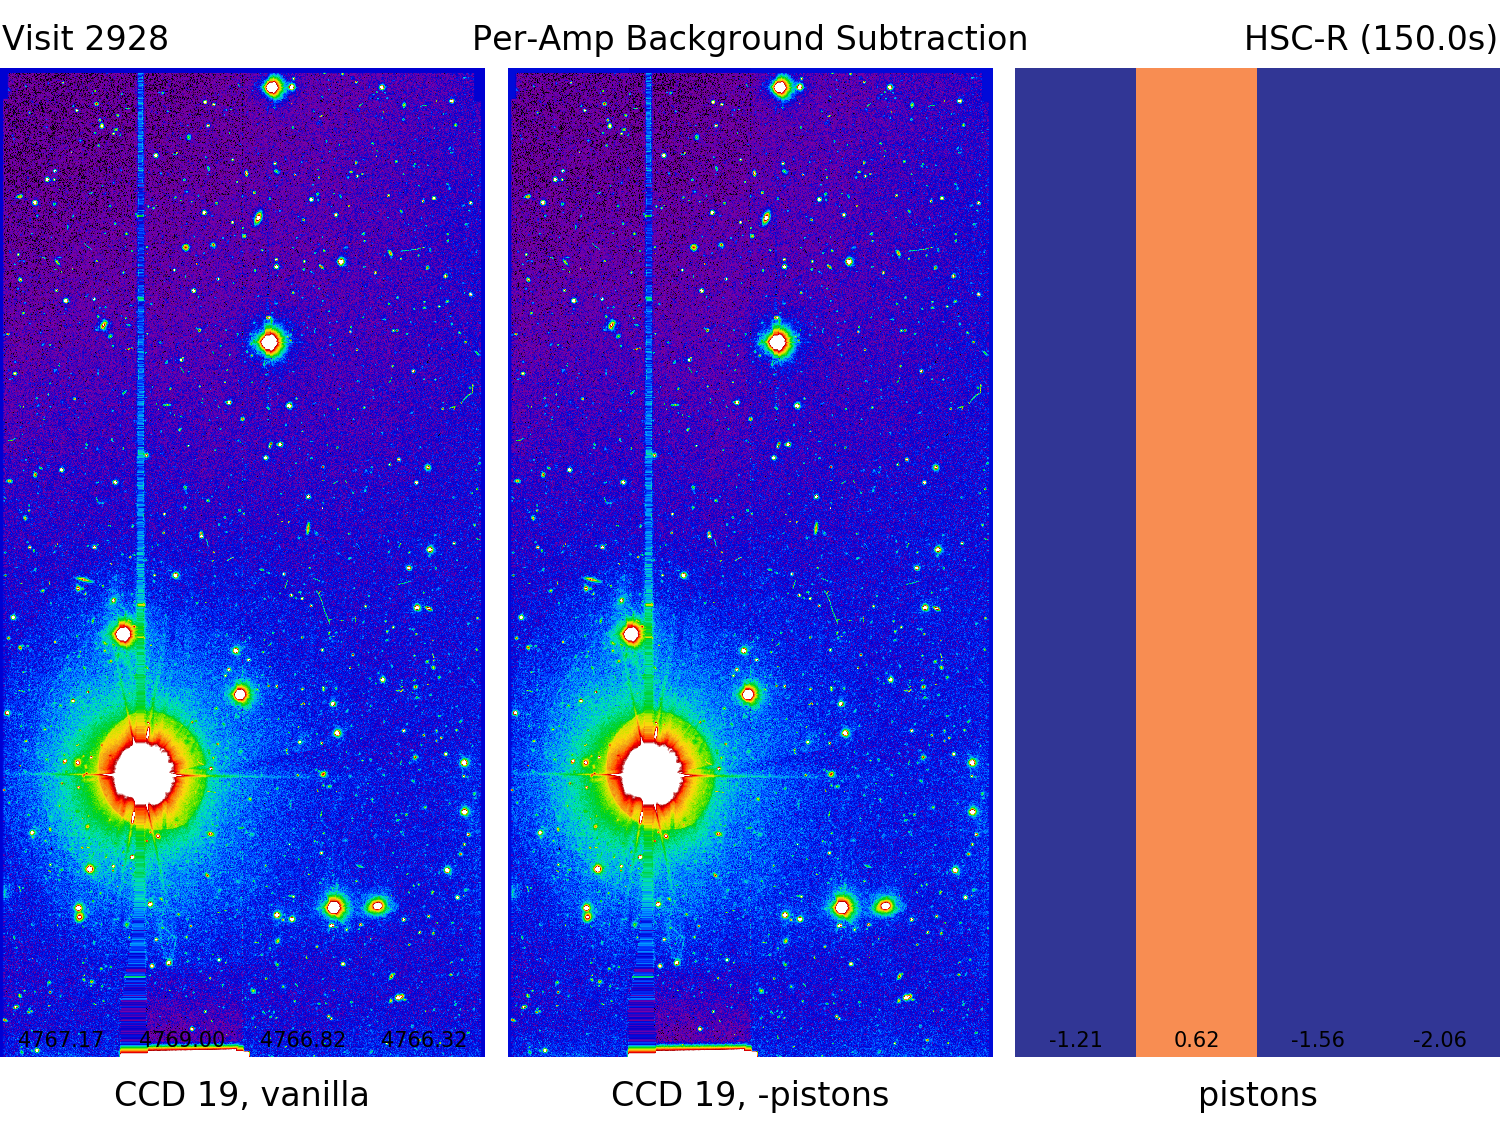 Visit 2928 Per-Amp Background Subtraction HSC-R (150.0s)
4767.17 4769.00 4766.82 4766.32 -1.21 0.62 -1.56 -2.06
CCD 19, vanilla CCD 19, -pistons pistons